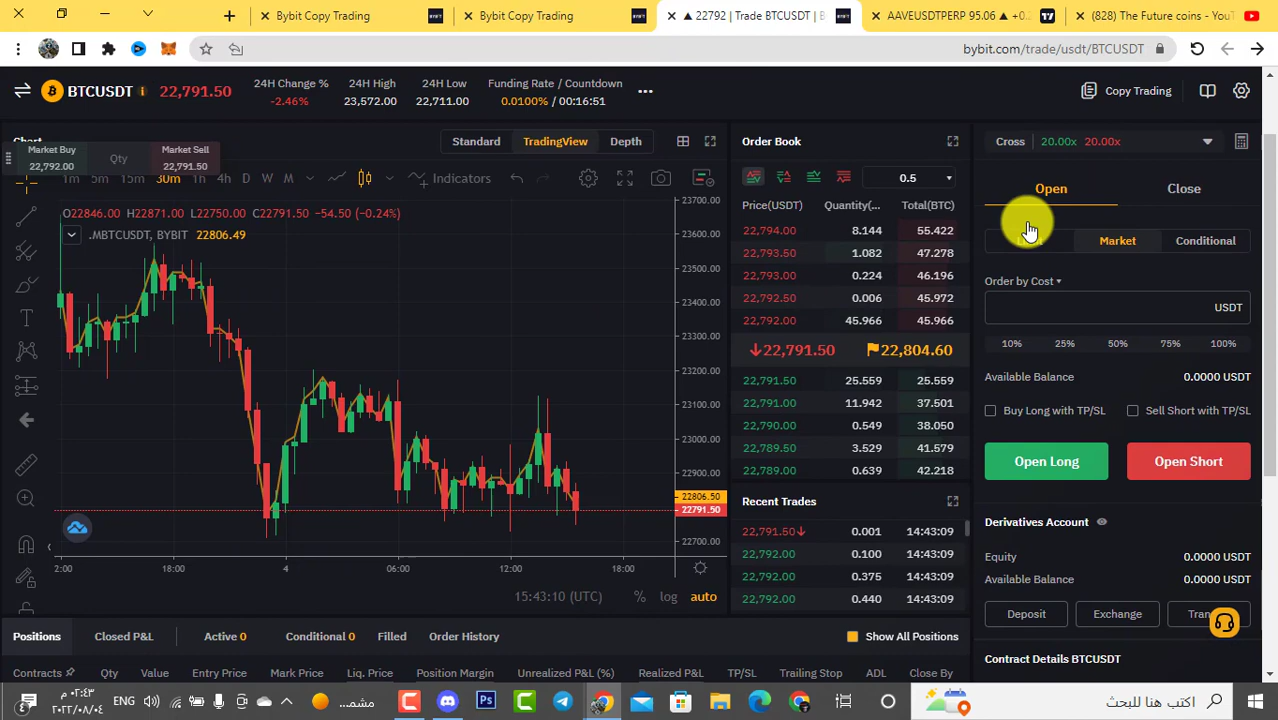 Bybit Copy Trading
Bybit Copy Trading
▲ 22792 | Trade BTCUSDT | B
AAVEUSDTPERP 95.06 ▲ +0.
(828) The Future coins - YouT
bybit.com/trade/usdt/BTCUSDT
BTCUSDT
22,791.50
24H Change %
-2.46%
24H High
23,572.00
24H Low
22,711.00
Funding Rate / Countdown
0.0100% / 00:16:51
Copy Trading
Chart
Standard
TradingView
Depth
Market Buy
22,792.00
Qty
Market Sell
22,791.50
1m 5m 15m 30m 1h 4h D W M
Indicators
O22846.00 H22871.00 L22750.00 C22791.50 -54.50 (-0.24%)
.MBTCUSDT, BYBIT 22806.49
23700.00
23500.00
23400.00
23300.00
23200.00
23100.00
23000.00
22900.00
22806.50
22791.50
22700.00
2:00 18:00 4 06:00 12:00 18:00
15:43:10 (UTC) % log auto
Order Book
0.5
Price(USDT) Quantity(... Total(BTC)
22,794.00 8.144 55.422
22,793.50 1.082 47.278
22,793.00 0.224 46.196
22,792.50 0.006 45.972
22,792.00 45.966 45.966
22,791.50 22,804.60
22,791.50 25.559 25.559
22,791.00 11.942 37.501
22,790.00 0.549 38.050
22,789.50 3.529 41.579
22,789.00 0.639 42.218
Recent Trades
22,791.50 0.001 14:43:09
22,792.00 0.100 14:43:09
22,792.00 0.375 14:43:09
22,792.00 0.440 14:43:09
Cross 20.00x 20.00x
Open Close
Market Conditional
Order by Cost
USDT
10% 25% 50% 75% 100%
Available Balance 0.0000 USDT
Buy Long with TP/SL Sell Short with TP/SL
Open Long Open Short
Derivatives Account
Equity 0.0000 USDT
Available Balance 0.0000 USDT
Deposit Exchange
Contract Details BTCUSDT
Positions Closed P&L Active 0 Conditional 0 Filled Order History
Show All Positions
Contracts Qty Value Entry Price Mark Price Liq. Price Position Margin Unrealized P&L (%) Realized P&L TP/SL Trailing Stop ADL Close By
٠٢:٤٣ م
٢٠٢٢/٠٨/٠٤
ENG
مشمس...
اكتب هنا للبحث